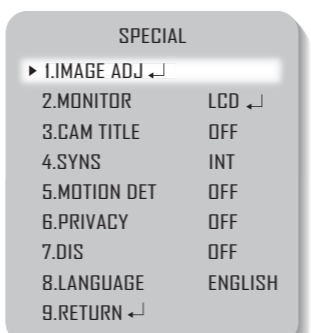 SPECIAL
1.IMAGE ADJ ↵
2.MONITOR LCD ↵
3.CAM TITLE OFF
4.SYNS INT
5.MOTION DET OFF
6.PRIVACY OFF
7.DIS OFF
8.LANGUAGE ENGLISH
9.RETURN ↵